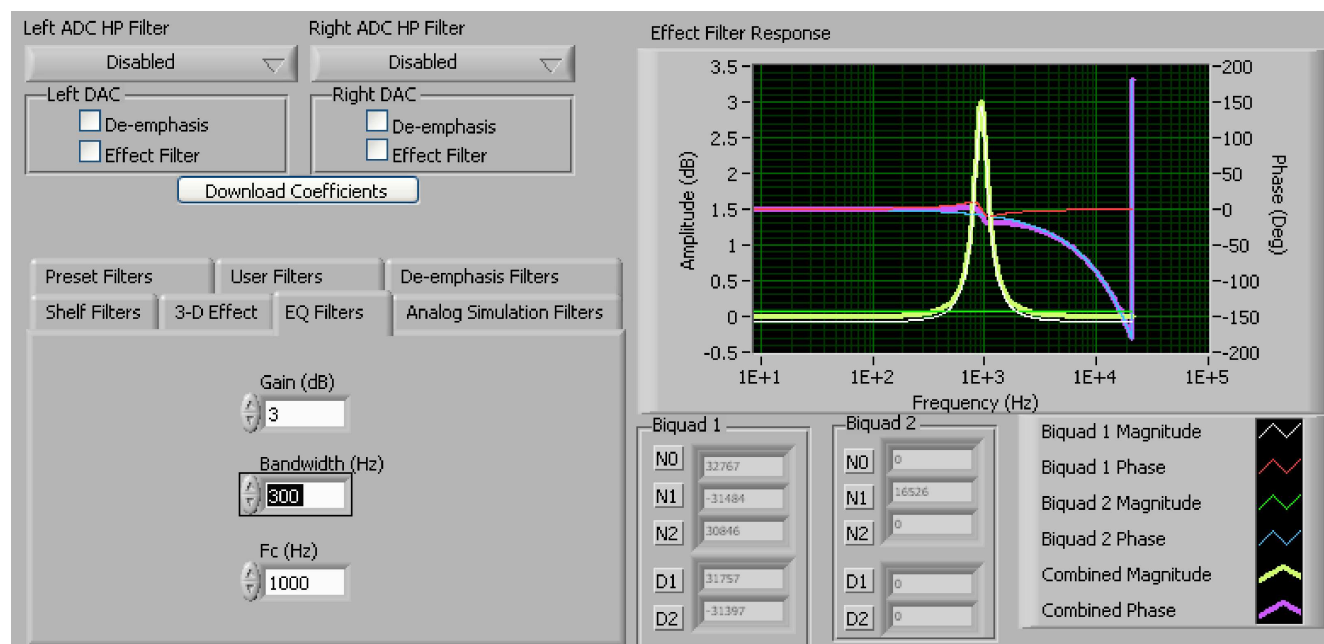 Left ADC HP Filter
Right ADC HP Filter
Disabled
Disabled
Left DAC
De-emphasis
Effect Filter
Right DAC
De-emphasis
Effect Filter
Download Coefficients
Preset Filters
User Filters
De-emphasis Filters
Shelf Filters
3-D Effect
EQ Filters
Analog Simulation Filters
Gain (dB)
3
Bandwidth (Hz)
300
Fc (Hz)
1000
Effect Filter Response
Amplitude (dB)
3.5
3
2.5
2
1.5
1
0.5
0
-0.5
200
150
100
50
0
-50
-100
-150
-200
Phase (Deg)
1E+1 1E+2 1E+3 1E+4 1E+5
Frequency (Hz)
Biquad 1
N0 32767
N1 -31484
N2 30846
D1 31757
D2 -31397
Biquad 2
N0 0
N1 16526
N2 0
D1 0
D2 0
Biquad 1 Magnitude
Biquad 1 Phase
Biquad 2 Magnitude
Biquad 2 Phase
Combined Magnitude
Combined Phase